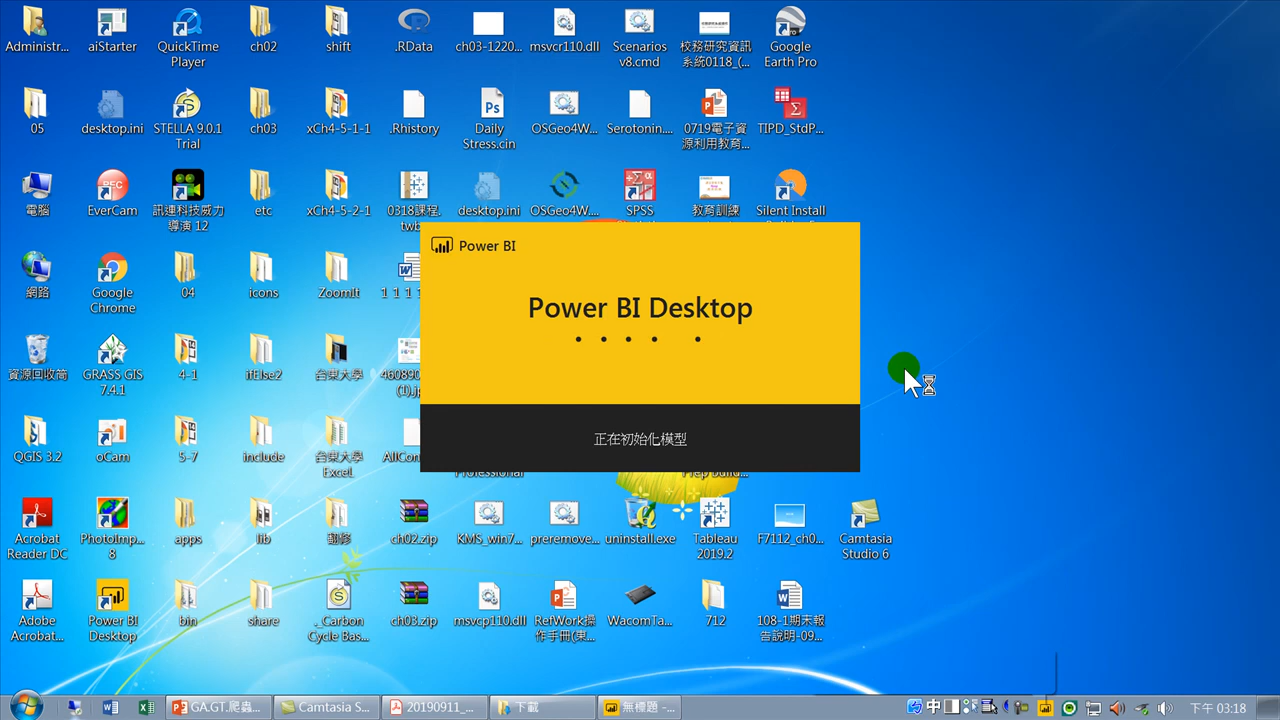 Administr...
aiStarter
QuickTime
Player
ch02
shift
.RData
ch03-1220...
msvcr110.dll
Scenarios
v8.cmd
校務研究資訊
系統0118_(...
Google
Earth Pro
05
desktop.ini
STELLA 9.0.1
Trial
ch03
xCh4-5-1-1
.Rhistory
Ps
Daily
Stress.cin
OSGeo4W...
Serotonin....
0719電子資
源利用教育...
TIPD_StdP...
電腦
REC
EverCam
訊連科技威力
導演 12
etc
xCh4-5-2-1
0318課程.
twb
desktop.ini
OSGeo4W....
SPSS
教育訓練
Silent Install
Power BI
Power BI Desktop
正在初始化模型
網路
Google
Chrome
04
icons
ZoomIt
資源回收筒
GRASS GIS
7.4.1
4-1
ifElse2
台東大學
460890
(1).j
QGIS 3.2
oCam
5-7
include
台東大學
Excel.
AllCon
Professional
Prep Build...
Acrobat
Reader DC
PhotoImp...
8
apps
lib
ch02.zip
KMS_win7...
preremove...
uninstall.exe
Tableau
2019.2
F7112_ch0...
Camtasia
Studio 6
Adobe
Acrobat...
Power BI
Desktop
bin
share
._Carbon
Cycle Bas...
ch03.zip
msvcp110.dll
RefWork操
作手冊(東...
WacomTa...
712
108-1期末報
告說明-09...
GA.GT.爬蟲...
Camtasia S...
20190911_...
下載
無標題 -...
中
下午 03:18